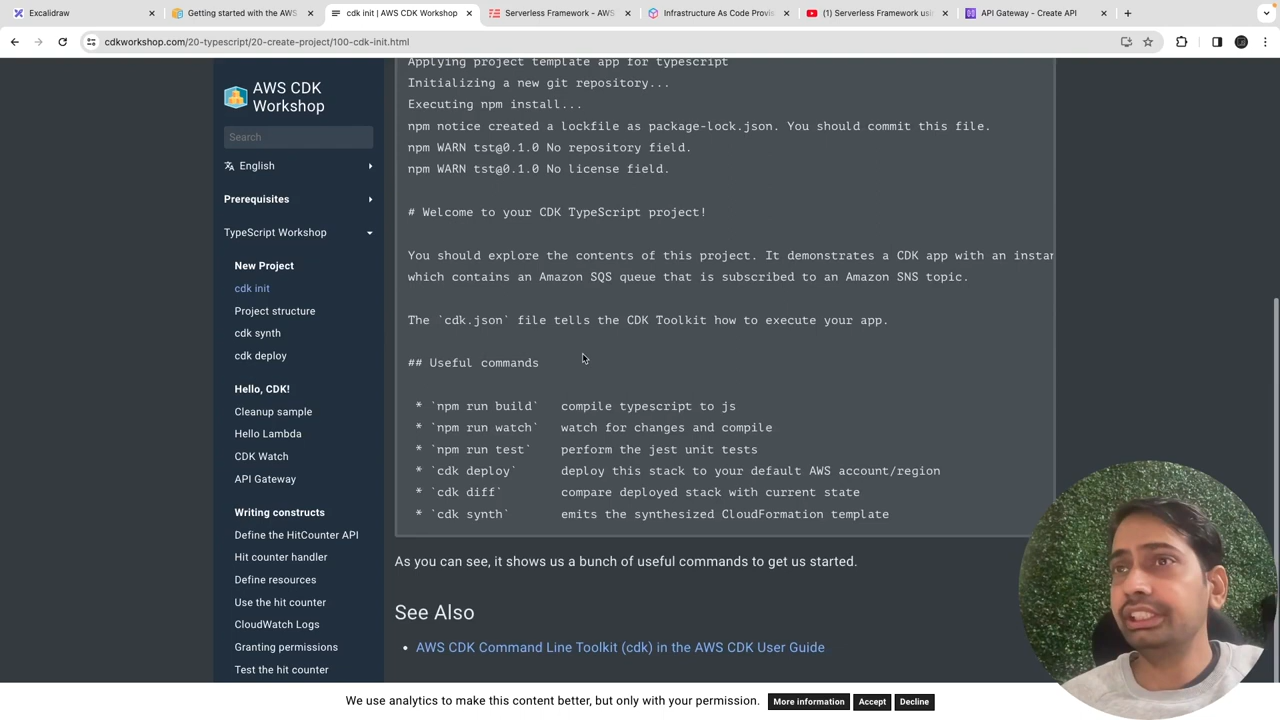 Excalidraw
Getting started with the AWS
cdk init | AWS CDK Workshop
Serverless Framework - AWS
Infrastructure As Code Provis
(1) Serverless Framework usi
API Gateway - Create API
cdkworkshop.com/20-typescript/20-create-project/100-cdk-init.html
AWS CDK
Workshop
Search
English
Prerequisites
TypeScript Workshop
New Project
cdk init
Project structure
cdk synth
cdk deploy
Hello, CDK!
Cleanup sample
Hello Lambda
CDK Watch
API Gateway
Writing constructs
Define the HitCounter API
Hit counter handler
Define resources
Use the hit counter
CloudWatch Logs
Granting permissions
Test the hit counter
Applying project template app for typescript
Initializing a new git repository...
Executing npm install...
npm notice created a lockfile as package-lock.json. You should commit this file.
npm WARN tst@0.1.0 No repository field.
npm WARN tst@0.1.0 No license field.
# Welcome to your CDK TypeScript project!
You should explore the contents of this project. It demonstrates a CDK app with an instan
which contains an Amazon SQS queue that is subscribed to an Amazon SNS topic.
The `cdk.json` file tells the CDK Toolkit how to execute your app.
## Useful commands
* `npm run build` compile typescript to js
* `npm run watch` watch for changes and compile
* `npm run test` perform the jest unit tests
* `cdk deploy` deploy this stack to your default AWS account/region
* `cdk diff` compare deployed stack with current state
* `cdk synth` emits the synthesized CloudFormation template
As you can see, it shows us a bunch of useful commands to get us started.
See Also
• AWS CDK Command Line Toolkit (cdk) in the AWS CDK User Guide
We use analytics to make this content better, but only with your permission. More information Accept Decline